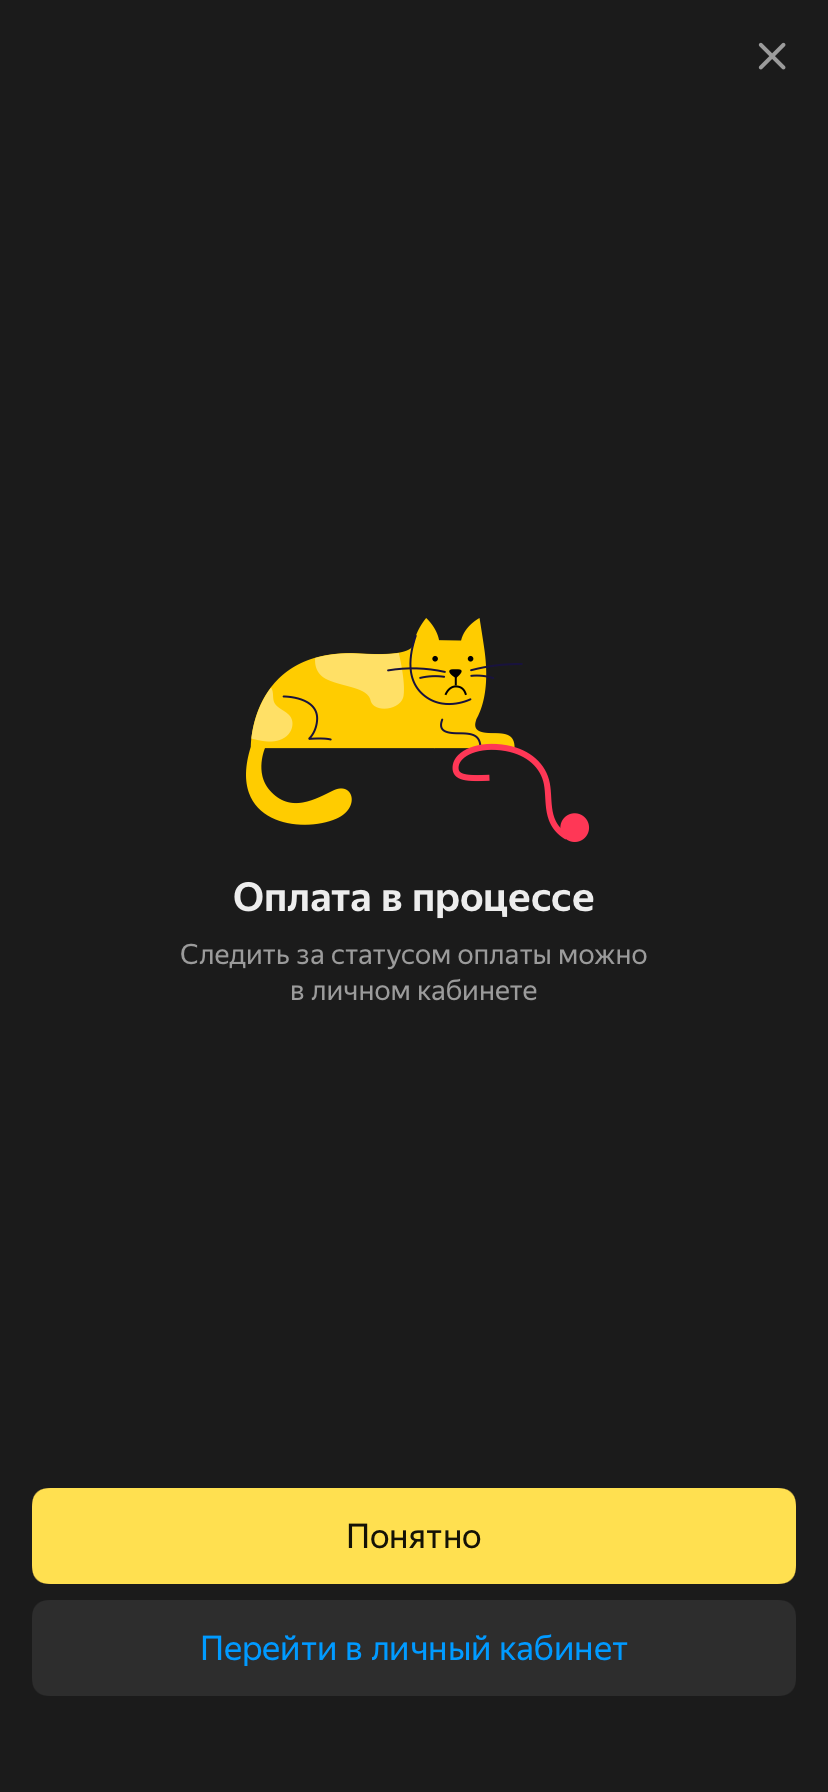 Оплата в процессе
Следить за статусом оплаты можно
в личном кабинете
Понятно
Перейти в личный кабинет